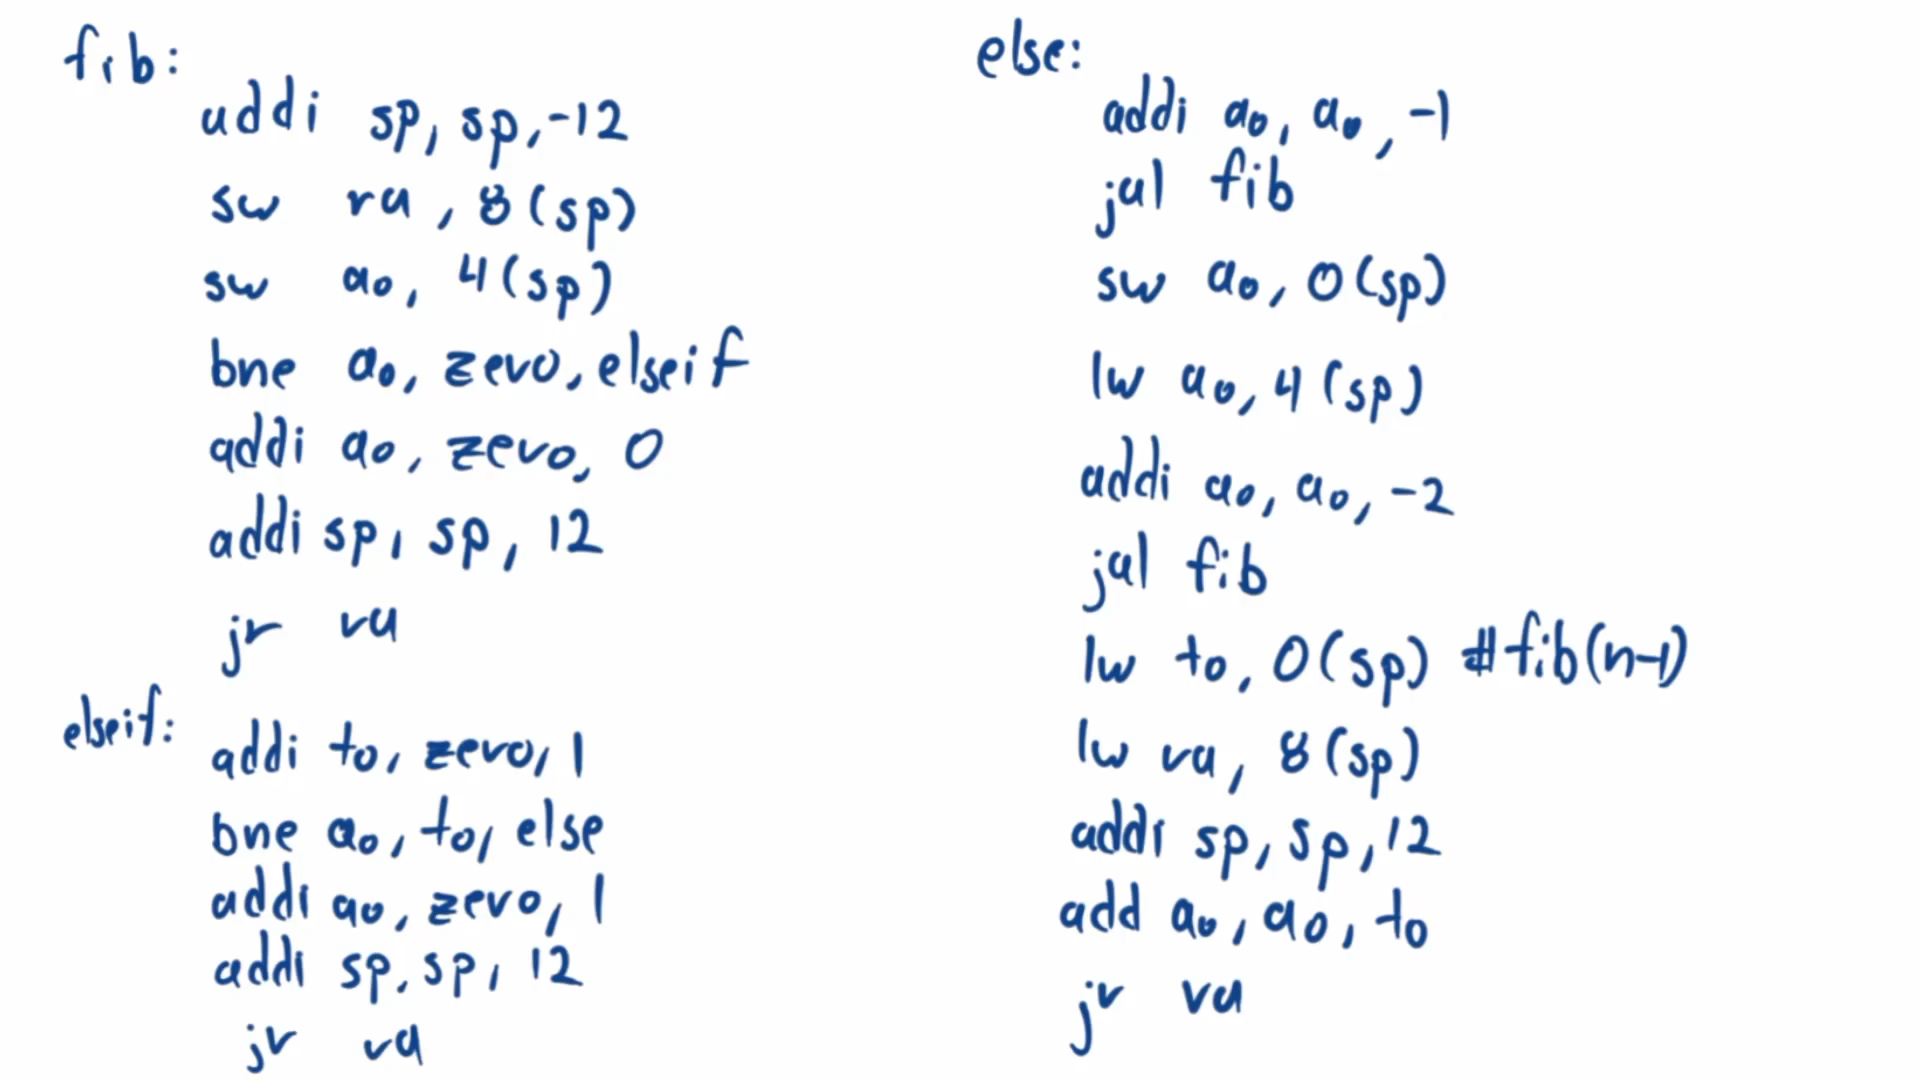 fib:
addi sp, sp, -12
sw ra, 8(sp)
sw a0, 4(sp)
bne a0, zero, elseif
addi a0, zero, 0
addi sp, sp, 12
jr ra
elseif:
addi t0, zero, 1
bne a0, t0, else
addi a0, zero, 1
addi sp, sp, 12
jr ra
else:
addi a0, a0, -1
jal fib
sw a0, 0(sp)
lw a0, 4(sp)
addi a0, a0, -2
jal fib
lw t0, 0(sp) #fib(n-1)
lw ra, 8(sp)
addi sp, sp, 12
add a0, a0, t0
jr ra